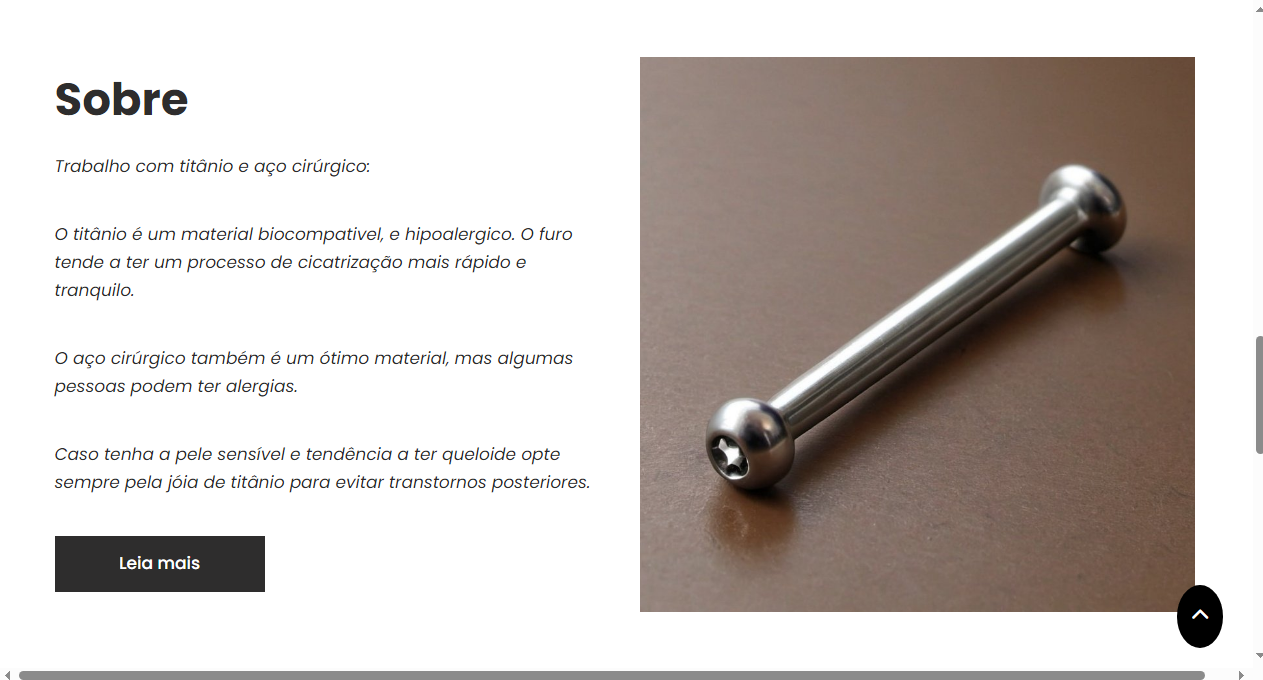 Sobre
Trabalho com titânio e aço cirúrgico:
O titânio é um material biocompativel, e hipoalergico. O furo
tende a ter um processo de cicatrização mais rápido e
tranquilo.
O aço cirúrgico também é um ótimo material, mas algumas
pessoas podem ter alergias.
Caso tenha a pele sensível e tendência a ter queloide opte
sempre pela jóia de titânio para evitar transtornos posteriores.
Leia mais